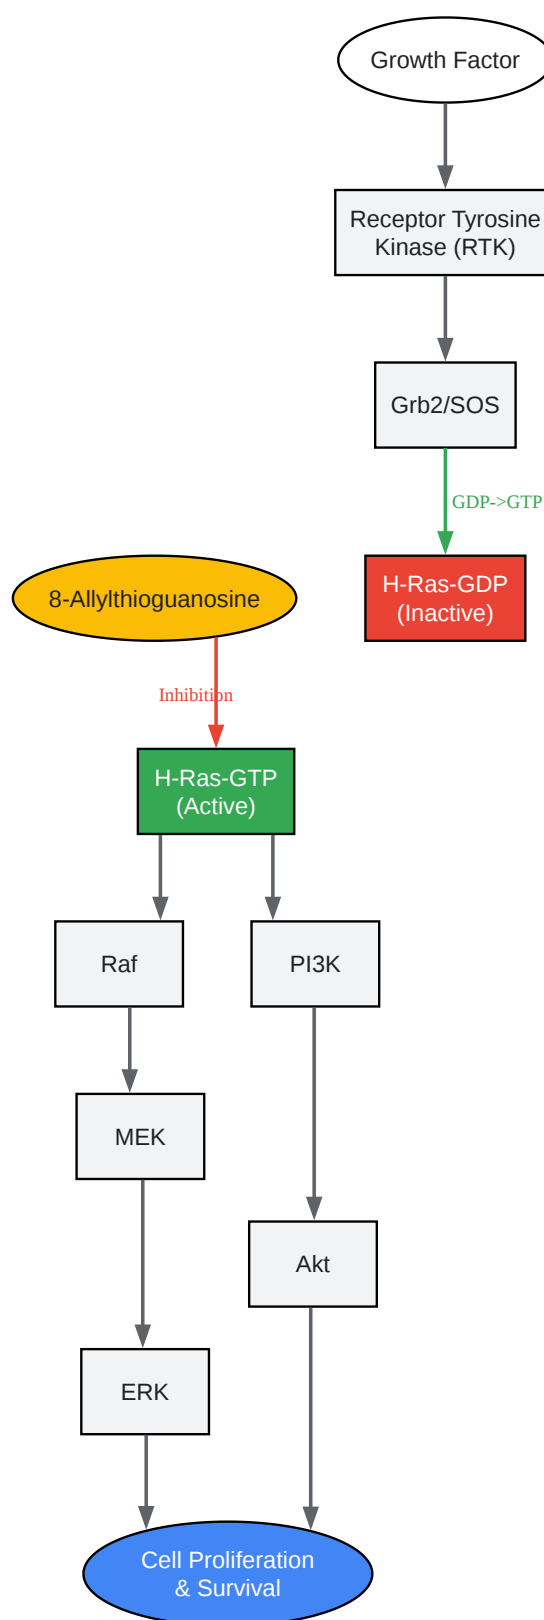 Growth Factor
Receptor Tyrosine
Kinase (RTK)
Grb2/SOS
GDP->GTP
8-Allylthioguanosine
H-Ras-GDP
(Inactive)
Inhibition
H-Ras-GTP
(Active)
Raf
PI3K
MEK
Akt
ERK
Cell Proliferation
& Survival